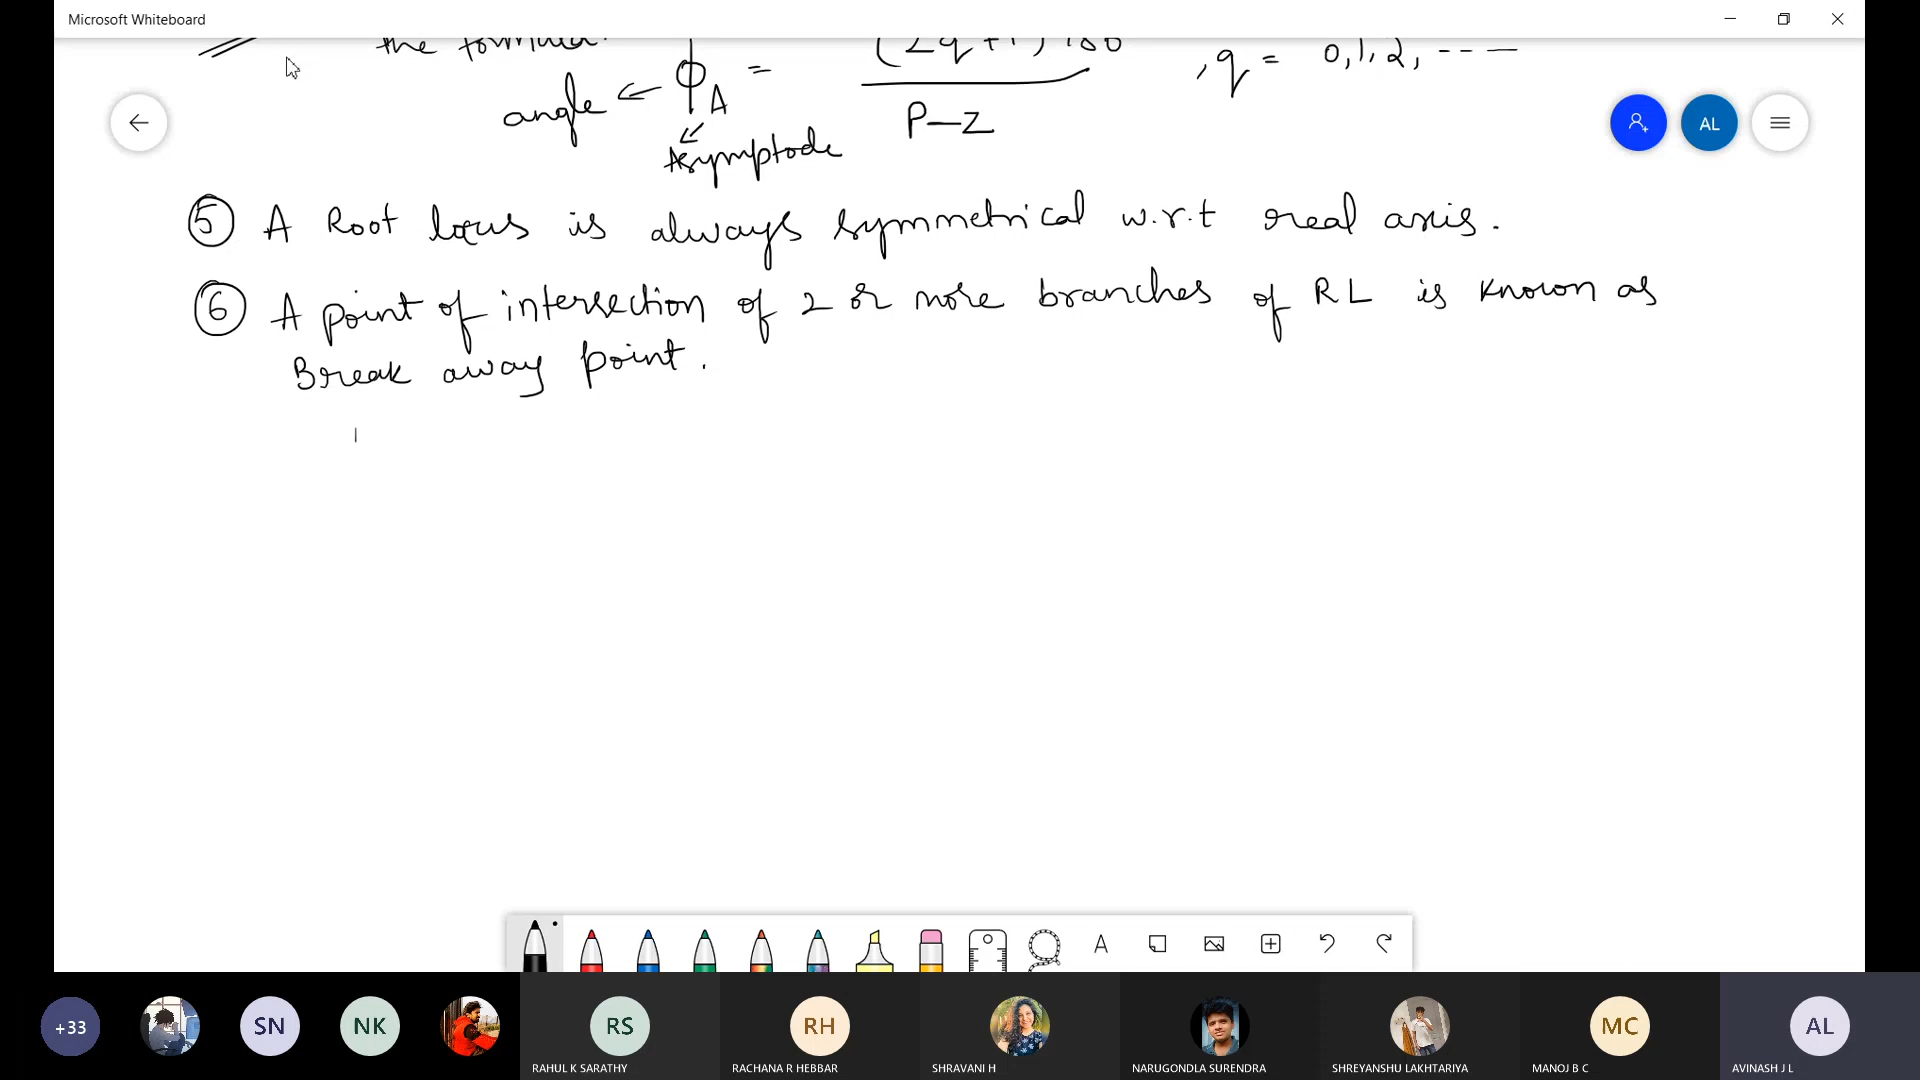 Microsoft Whiteboard
the formula.
angle ← ϕA = (2q+1)180 / P-Z , q = 0,1,2, ----
Asymptode
AL
5 A Root locus is always symmetrical w.r.t real axis.
6 A point of intersection of 2 or more branches of RL is known as
Break away point.
A
+33
SN
NK
RS
RH
MC
AL
RAHUL K SARATHY
RACHANA R HEBBAR
SHRAVANI H
NARUGONDLA SURENDRA
SHREYANSHU LAKHTARIYA
MANOJ B C
AVINASH J L